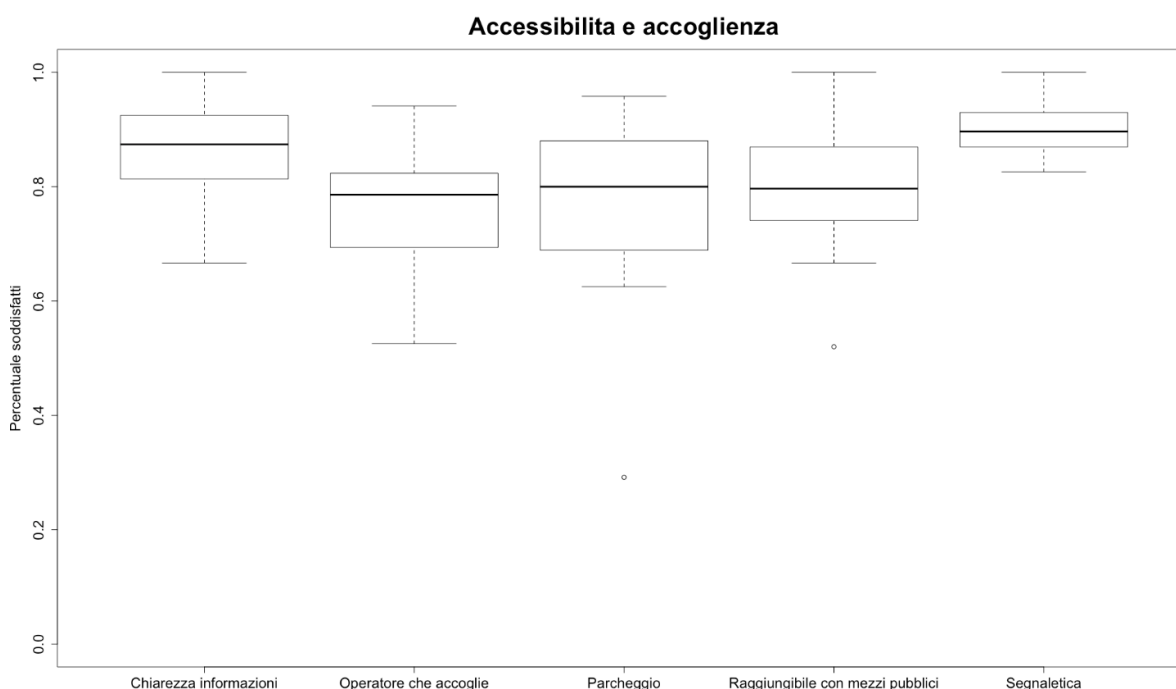 Accessibilita e accoglienza
Percentuale soddisfatti
1.0
0.8
0.6
0.4
0.2
0.0
Chiarezza informazioni
Operatore che accoglie
Parcheggio
Raggiungibile con mezzi pubblici
Segnaletica